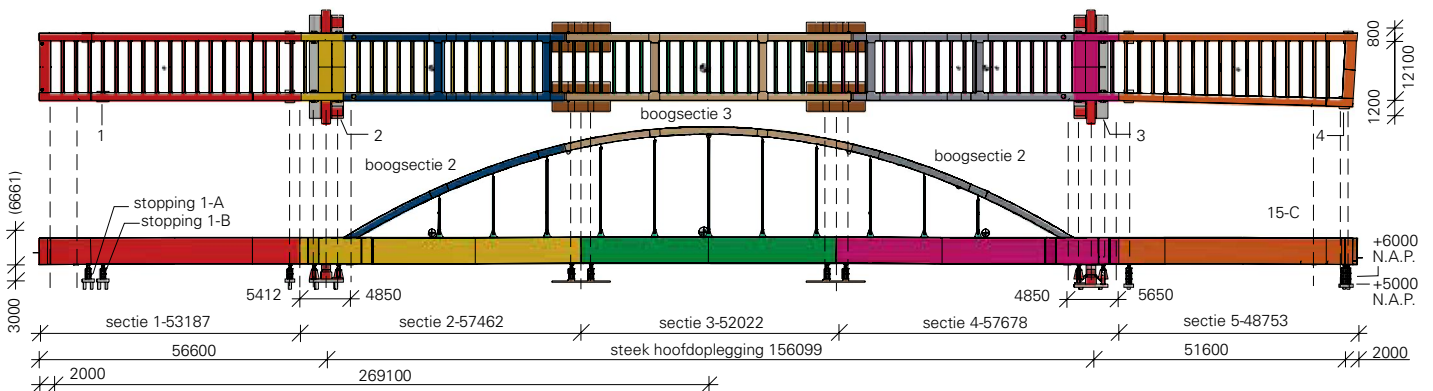 800
12100
1200
1
2
boogsectie 3
3
4
boogsectie 2
boogsectie 2
stopping 1-A
stopping 1-B
15-C
(6661)
3000
+6000
N.A.P.
+5000
N.A.P.
5412
4850
4850
5650
sectie 1-53187
sectie 2-57462
sectie 3-52022
sectie 4-57678
sectie 5-48753
56600
steek hoofdoplegging 156099
51600
2000
2000
269100